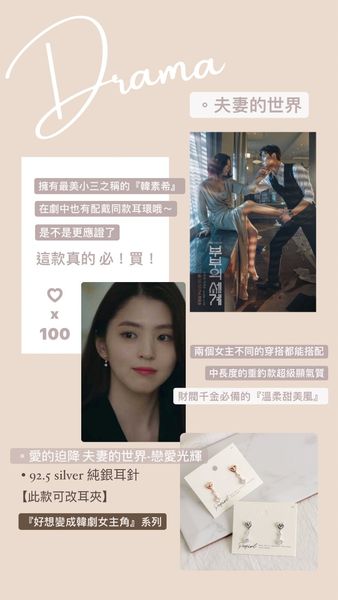 Drama
夫妻的世界
擁有最美小三之稱的『韓素希』
在劇中也有配戴同款耳環哦～
是不是更應證了
這款真的 必！買！
부부의
세계
♡
x
100
兩個女主不同的穿搭都能搭配
中長度的垂釣款超級顯氣質
財閥千金必備的『溫柔甜美風』
愛的迫降.夫妻的世界.戀愛光輝
• 92.5 silver 純銀耳針
【此款可改耳夾】
『好想變成韓劇女主角』系列